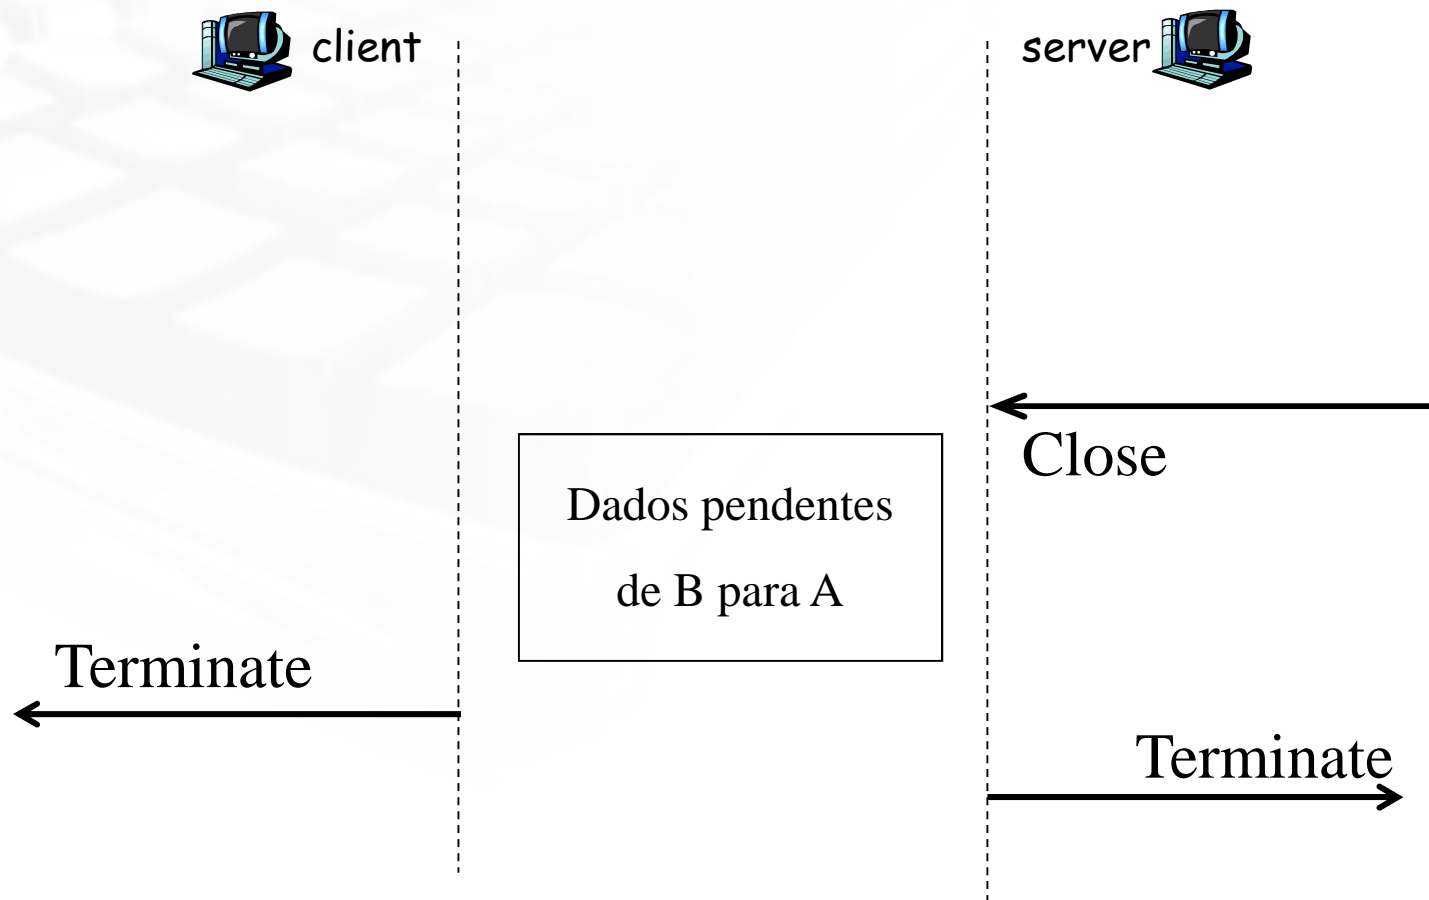 client
server
Close
Dados pendentes
de B para A
Terminate
Terminate